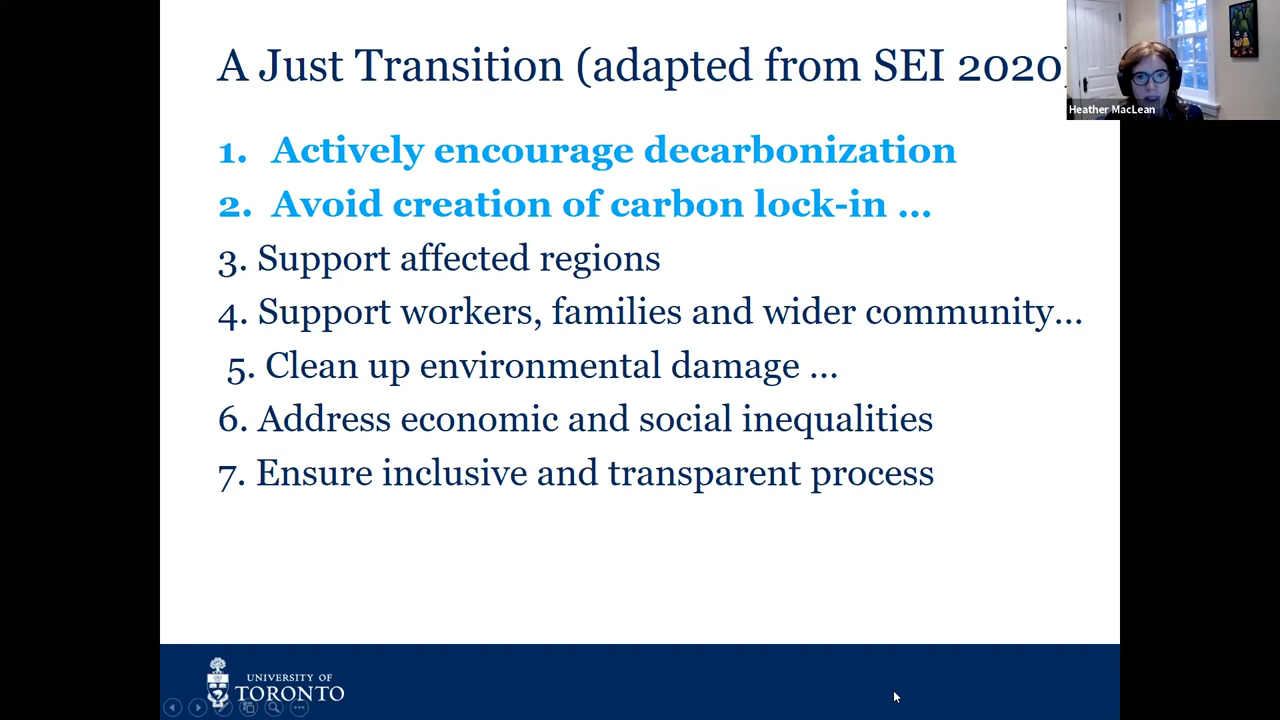 A Just Transition (adapted from SEI 2020)
Heather MacLean
1. Actively encourage decarbonization
2. Avoid creation of carbon lock-in ...
3. Support affected regions
4. Support workers, families and wider community...
5. Clean up environmental damage ...
6. Address economic and social inequalities
7. Ensure inclusive and transparent process
UNIVERSITY OF
TORONTO